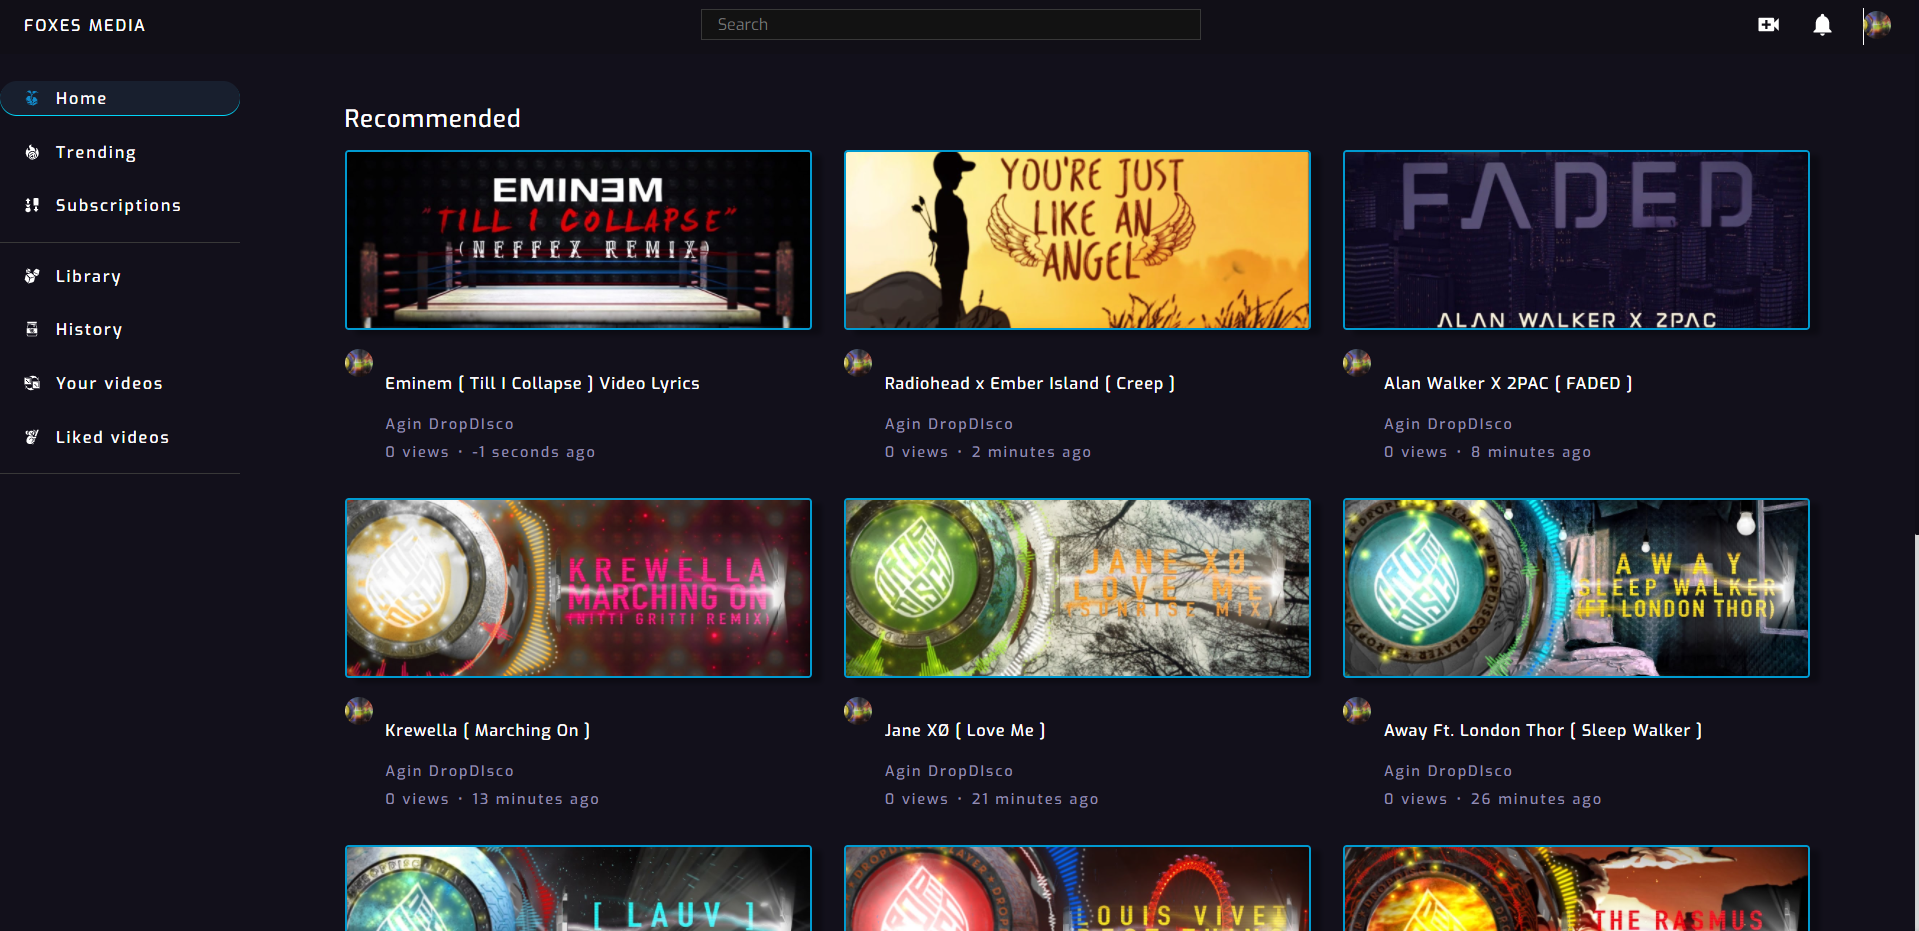 FOXES MEDIA
Search
Home
Trending
Subscriptions
Library
History
Your videos
Liked videos
Recommended
EMINƎM
"TILL I COLLAPSE"
(NEFFEX REMIX)
Eminem [ Till I Collapse ] Video Lyrics
Agin DropDIsco
0 views · -1 seconds ago
YOU'RE JUST
LIKE AN
ANGEL
Radiohead x Ember Island [ Creep ]
Agin DropDIsco
0 views · 2 minutes ago
FADED
ALAN WALKER X 2PAC
Alan Walker X 2PAC [ FADED ]
Agin DropDIsco
0 views · 8 minutes ago
KREWELLA
MARCHING ON
(NITTI GRITTI REMIX)
Krewella [ Marching On ]
Agin DropDIsco
0 views · 13 minutes ago
JANE XØ
LOVE ME
(SUNRISE MIX)
Jane XØ [ Love Me ]
Agin DropDIsco
0 views · 21 minutes ago
AWAY
SLEEP WALKER
(FT. LONDON THOR)
Away Ft. London Thor [ Sleep Walker ]
Agin DropDIsco
0 views · 26 minutes ago
[ LAUV ]
LOUIS VIVET
THE RASMUS